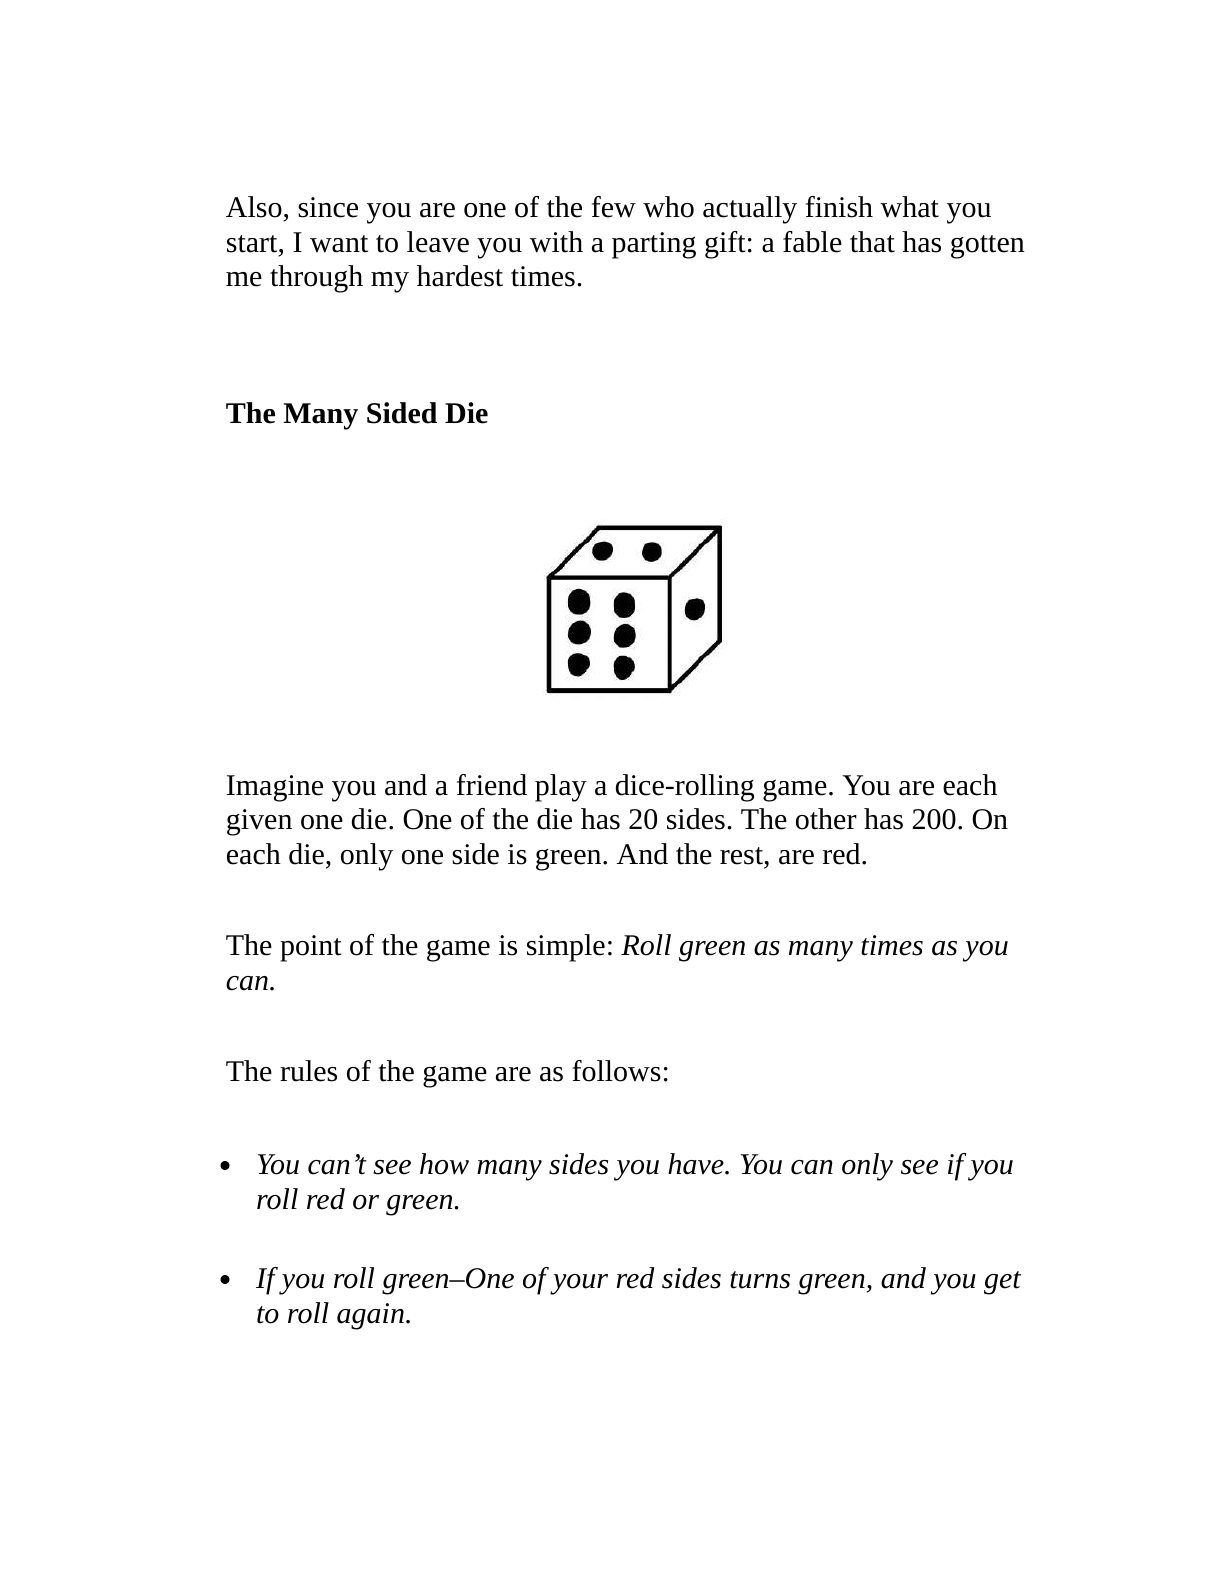 Also, since you are one of the few who actually finish what you
start, I want to leave you with a parting gift: a fable that has gotten
me through my hardest times.
The Many Sided Die
Imagine you and a friend play a dice-rolling game. You are each
given one die. One of the die has 20 sides. The other has 200. On
each die, only one side is green. And the rest, are red.
The point of the game is simple: Roll green as many times as you
can.
The rules of the game are as follows:
• You can’t see how many sides you have. You can only see if you
roll red or green.
• If you roll green–One of your red sides turns green, and you get
to roll again.